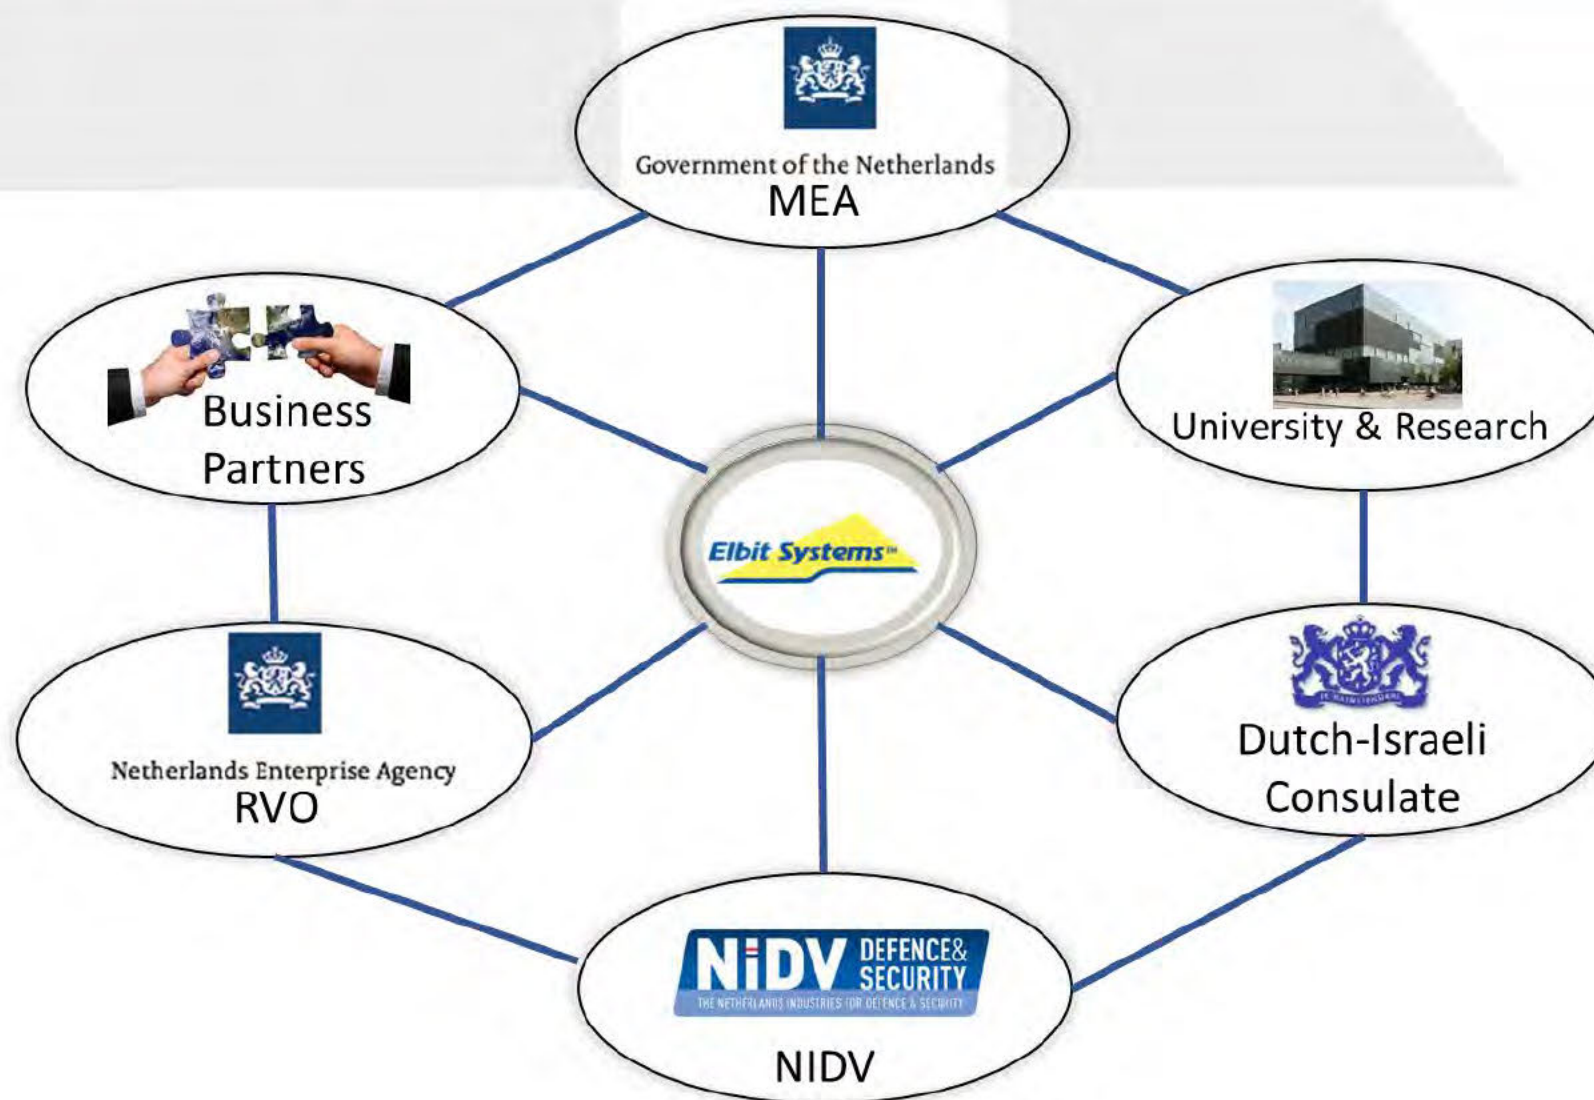 Government of the Netherlands
MEA
Business
Partners
University & Research
Elbit Systems™
Netherlands Enterprise Agency
RVO
Dutch-Israeli
Consulate
NiDV DEFENCE&
SECURITY
THE NETHERLANDS INDUSTRIES FOR DEFENCE & SECURITY
NIDV